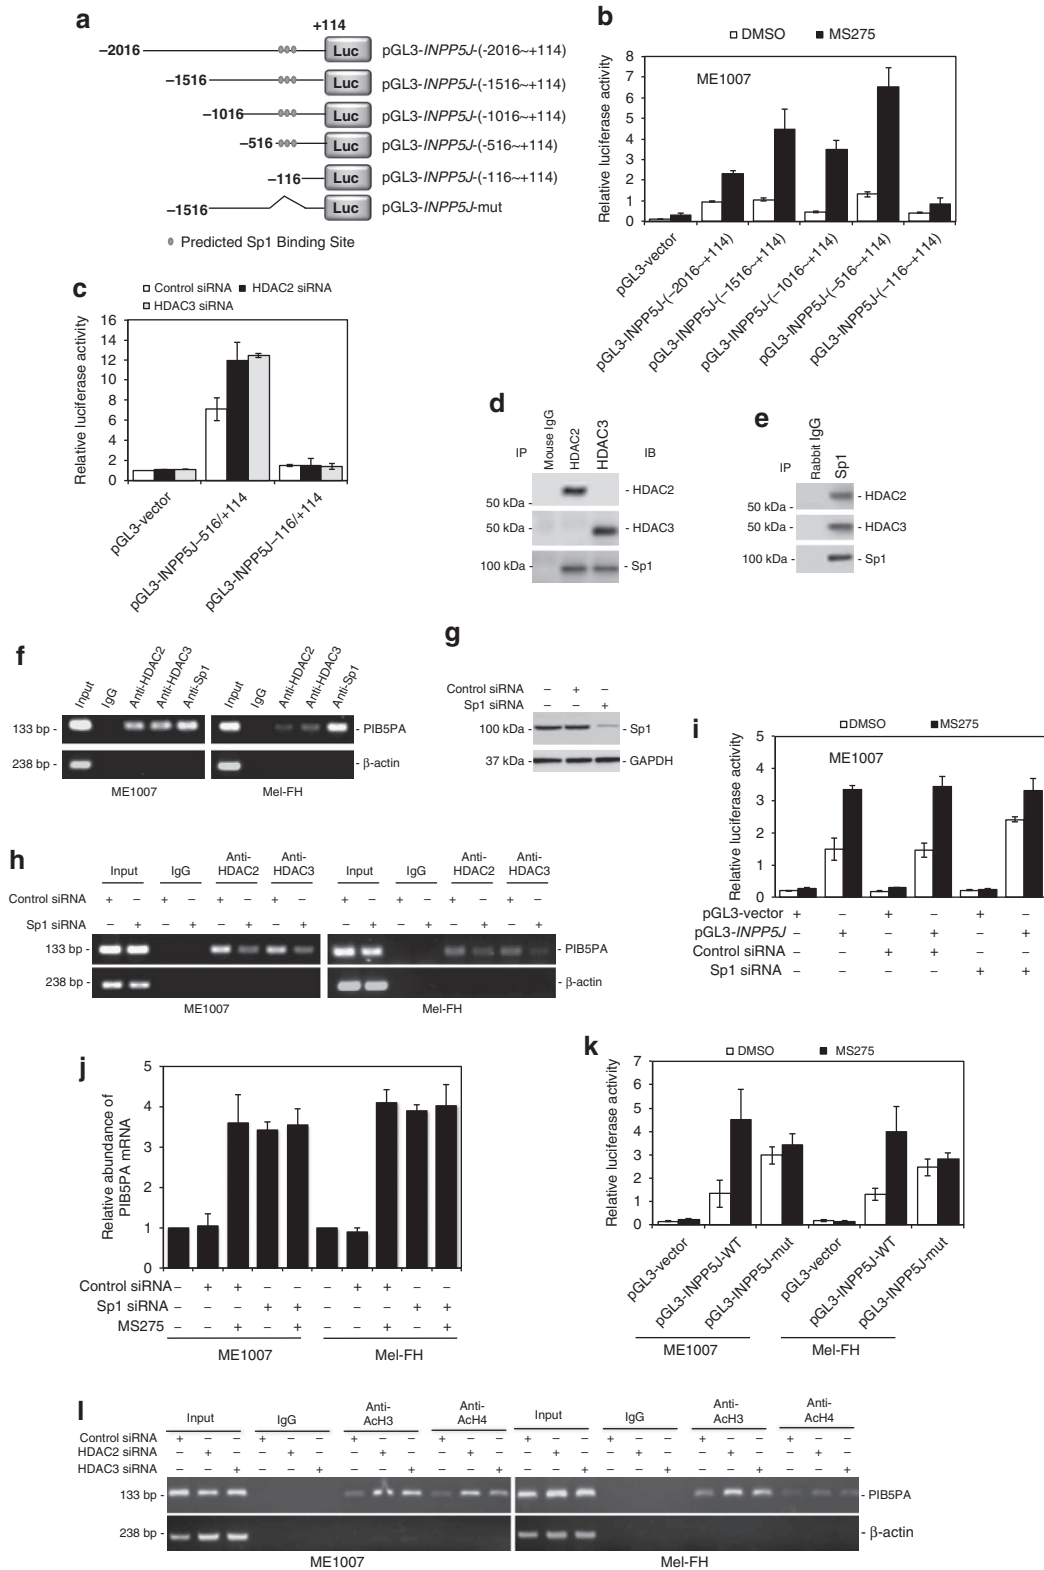 a
+114
−2016 Luc pGL3-INPP5J-(-2016~+114)
−1516 Luc pGL3-INPP5J-(-1516~+114)
−1016 Luc pGL3-INPP5J-(-1016~+114)
−516 Luc pGL3-INPP5J-(-516~+114)
−116 Luc pGL3-INPP5J-(-116~+114)
−1516 Luc pGL3-INPP5J-mut
Predicted Sp1 Binding Site
b
DMSO MS275
ME1007
Relative luciferase activity
8
7
6
5
4
3
2
1
0
pGL3-vector
pGL3-INPP5J-(−2016~+114)
pGL3-INPP5J-(−1516~+114)
pGL3-INPP5J-(−1016~+114)
pGL3-INPP5J-(−516~+114)
pGL3-INPP5J-(−116~+114)
c
Control siRNA HDAC2 siRNA
HDAC3 siRNA
Relative luciferase activity
16
14
12
10
8
6
4
2
0
pGL3-vector
pGL3-INPP5J–516/+114
pGL3-INPP5J–116/+114
d
IP Mouse IgG HDAC2 HDAC3 IB
50 kDa - - HDAC2
50 kDa - - HDAC3
100 kDa - - Sp1
e
IP Rabbit IgG Sp1
50 kDa - - HDAC2
50 kDa - - HDAC3
100 kDa - - Sp1
f
Input IgG Anti-HDAC2 Anti-HDAC3 Anti-Sp1 Input IgG Anti-HDAC2 Anti-HDAC3 Anti-Sp1
133 bp - - PIB5PA
238 bp - - β-actin
ME1007 Mel-FH
g
Control siRNA − + −
Sp1 siRNA − − +
100 kDa - - Sp1
37 kDa - - GAPDH
h
Input IgG Anti-HDAC2 Anti-HDAC3 Input IgG Anti-HDAC2 Anti-HDAC3
Control siRNA + − + − + − + − + − + − + − + −
Sp1 siRNA − + − + − + − + − + − + − + − +
133 bp - - PIB5PA
238 bp - - β-actin
ME1007 Mel-FH
i
DMSO MS275
ME1007
Relative luciferase activity
5
4
3
2
1
0
pGL3-vector + − + − + −
pGL3-INPP5J − + − + − +
Control siRNA − − + + − −
Sp1 siRNA − − − − + +
j
Relative abundance of
PIB5PA mRNA
5
4
3
2
1
0
Control siRNA − + + − − − + + − −
Sp1 siRNA − − − + + − − − + +
MS275 − − + − + − − + − +
ME1007 Mel-FH
k
DMSO MS275
Relative luciferase activity
7
6
5
4
3
2
1
0
pGL3-vector
pGL3-INPP5J-WT
pGL3-INPP5J-mut
pGL3-vector
pGL3-INPP5J-WT
pGL3-INPP5J-mut
ME1007 Mel-FH
l
Input IgG Anti-AcH3 Anti-AcH4 Input IgG Anti-AcH3 Anti-AcH4
Control siRNA + − − + − − + − − + − − + − − + − − + − − + − −
HDAC2 siRNA − + − − + − − + − − + − − + − − + − − + − − + −
HDAC3 siRNA − − + − − + − − + − − + − − + − − + − − + − − +
133 bp - - PIB5PA
238 bp - - β-actin
ME1007 Mel-FH